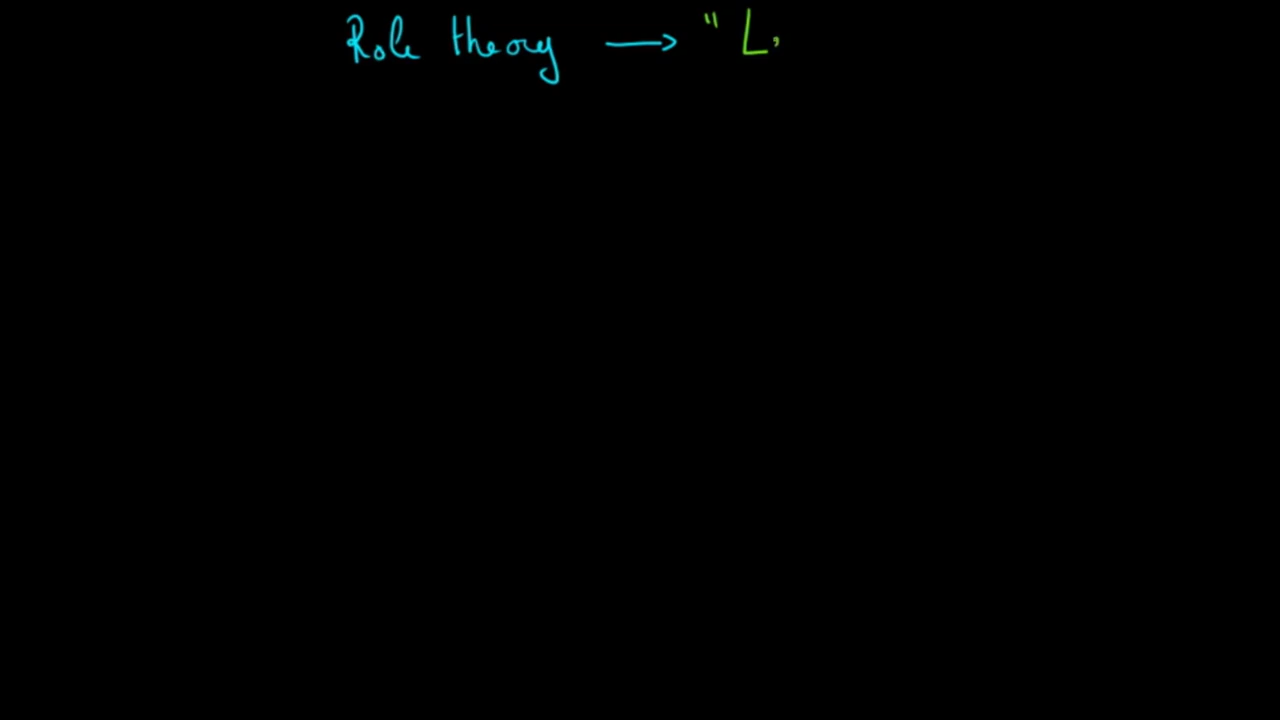 Role theory → "L